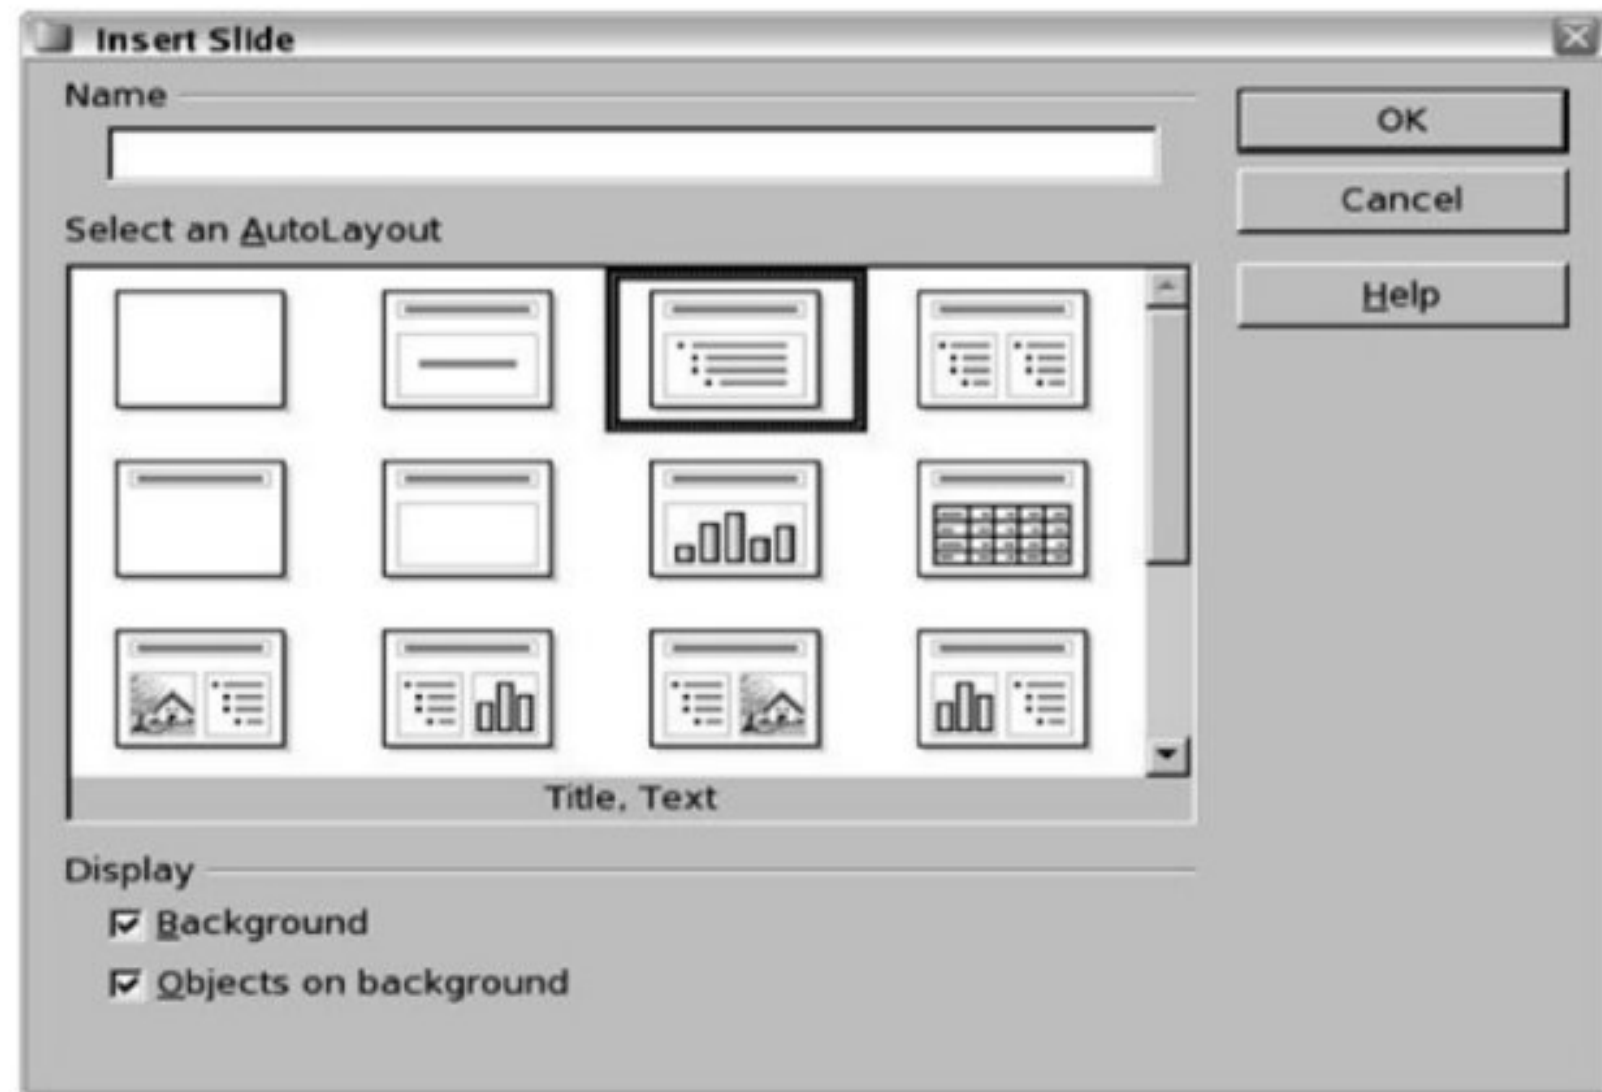 Insert Slide
Name
OK
Cancel
Select an AutoLayout
Help
Title, Text
Display
Background
Objects on background